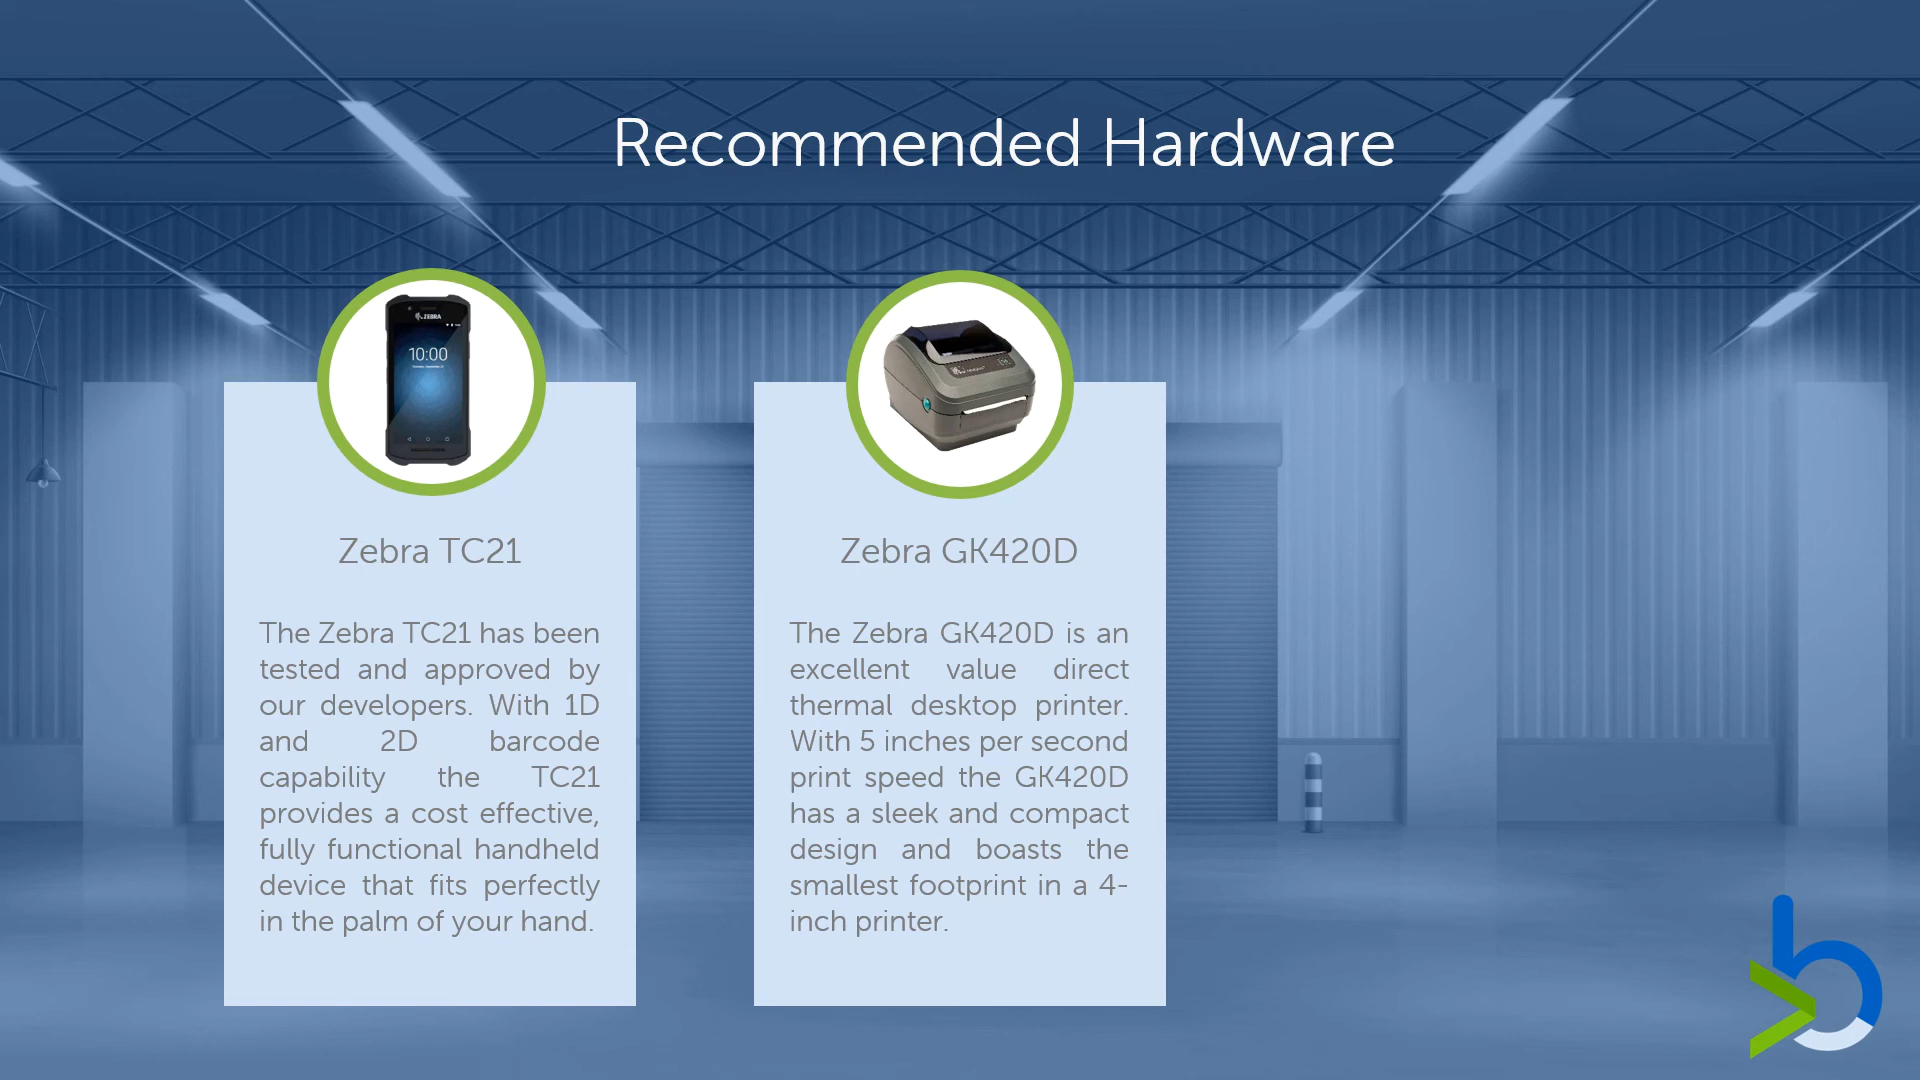 Recommended Hardware
ZEBRA
10:00
Zebra TC21
The Zebra TC21 has been
tested and approved by
our developers. With 1D
and 2D barcode
capability the TC21
provides a cost effective,
fully functional handheld
device that fits perfectly
in the palm of your hand.
Zebra GK420D
The Zebra GK420D is an
excellent value direct
thermal desktop printer.
With 5 inches per second
print speed the GK420D
has a sleek and compact
design and boasts the
smallest footprint in a 4-
inch printer.